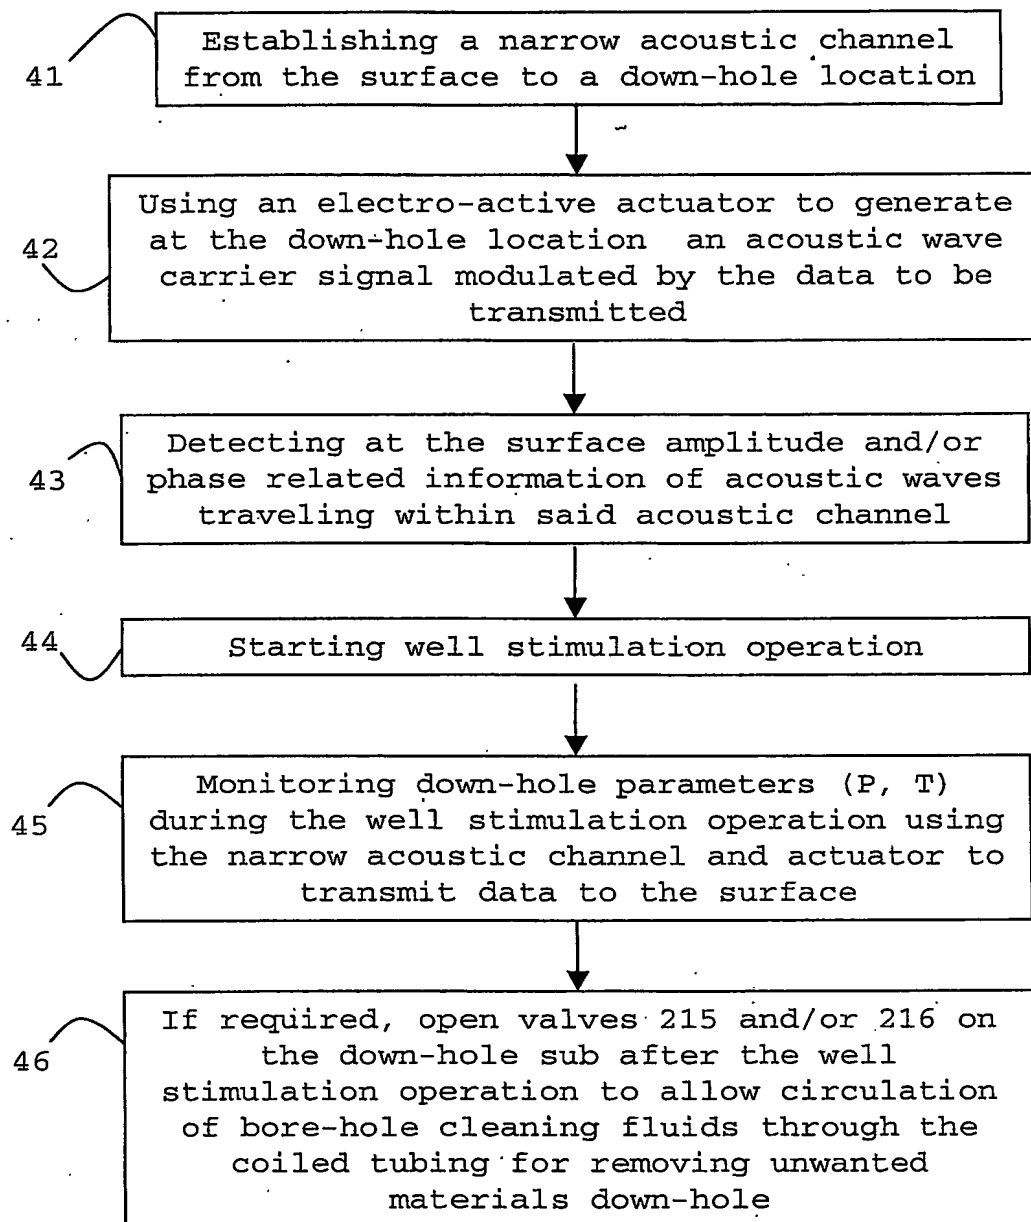 41
Establishing a narrow acoustic channel
from the surface to a down-hole location
42
Using an electro-active actuator to generate
at the down-hole location an acoustic wave
carrier signal modulated by the data to be
transmitted
43
Detecting at the surface amplitude and/or
phase related information of acoustic waves
traveling within said acoustic channel
44
Starting well stimulation operation
45
Monitoring down-hole parameters (P, T)
during the well stimulation operation using
the narrow acoustic channel and actuator to
transmit data to the surface
46
If required, open valves 215 and/or 216 on
the down-hole sub after the well
stimulation operation to allow circulation
of bore-hole cleaning fluids through the
coiled tubing for removing unwanted
materials down-hole